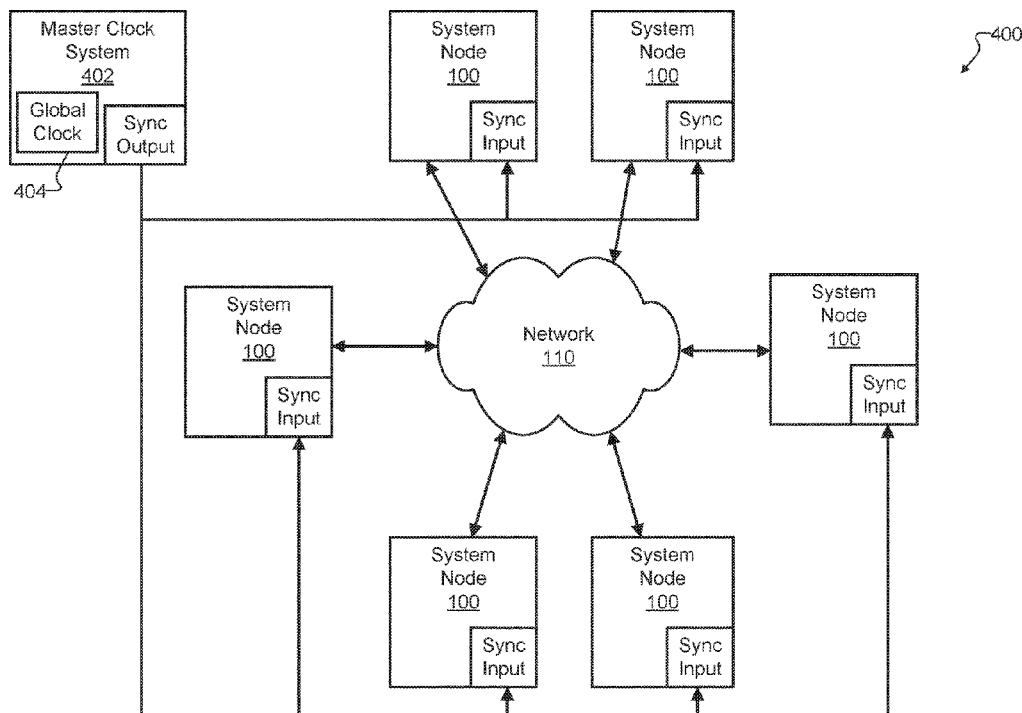 Master Clock
System
402
Global
Clock
Sync
Output
404
System
Node
100
Sync
Input
System
Node
100
Sync
Input
400
System
Node
100
Sync
Input
Network
110
System
Node
100
Sync
Input
System
Node
100
Sync
Input
System
Node
100
Sync
Input